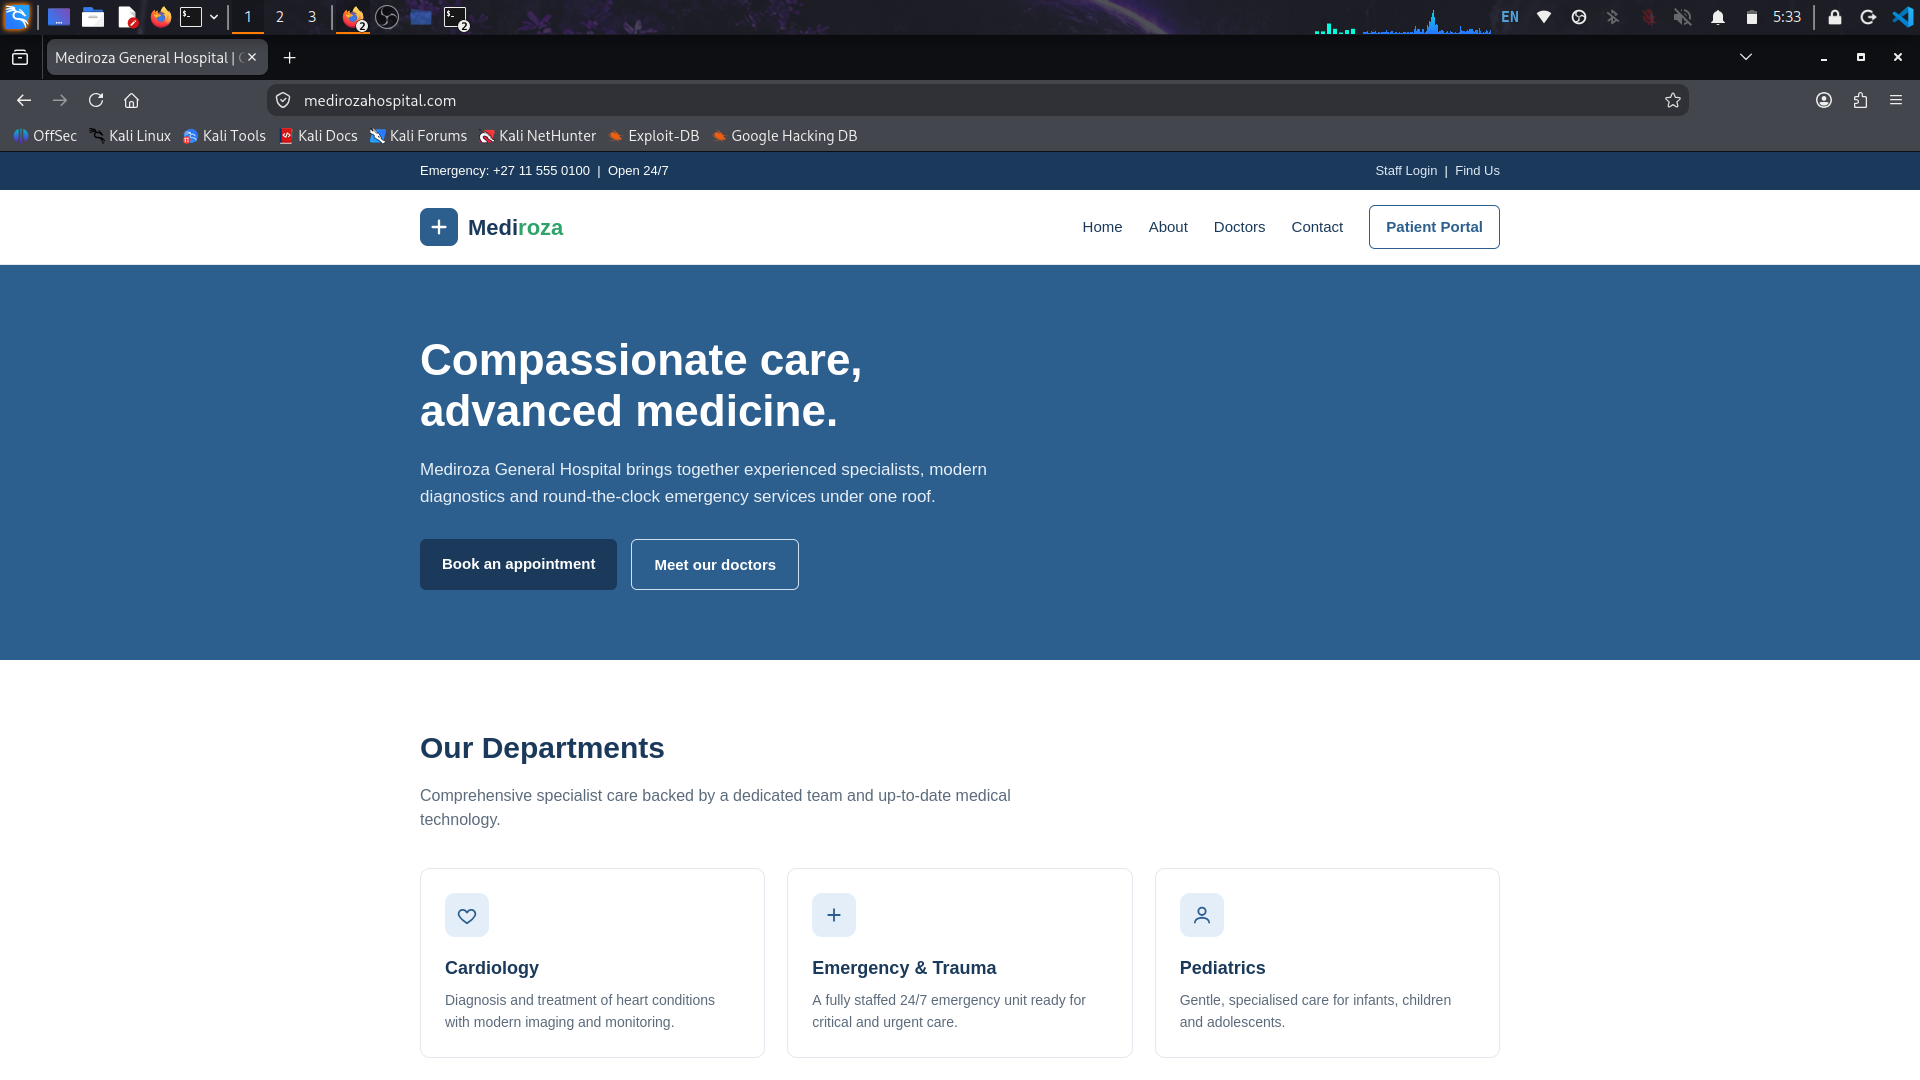 1 2 3 2 2 EN 5:33
Mediroza General Hospital |
medirozahospital.com
OffSec Kali Linux Kali Tools Kali Docs Kali Forums Kali NetHunter Exploit-DB Google Hacking DB
Emergency: +27 11 555 0100 | Open 24/7 Staff Login | Find Us
Mediroza Home About Doctors Contact Patient Portal
Compassionate care,
advanced medicine.
Mediroza General Hospital brings together experienced specialists, modern
diagnostics and round-the-clock emergency services under one roof.
Book an appointment Meet our doctors
Our Departments
Comprehensive specialist care backed by a dedicated team and up-to-date medical
technology.
Cardiology
Diagnosis and treatment of heart conditions
with modern imaging and monitoring.
Emergency & Trauma
A fully staffed 24/7 emergency unit ready for
critical and urgent care.
Pediatrics
Gentle, specialised care for infants, children
and adolescents.